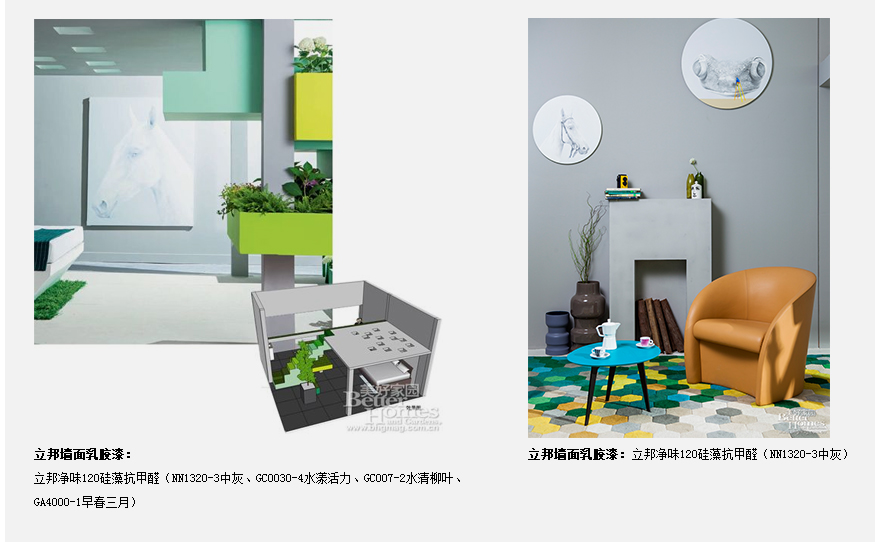 美好家园
Better
Homes
and Gardens.
www.bhgmag.com.cn
立邦墙面乳胶漆：
立邦净味120硅藻抗甲醛（NN1320-3中灰、GC0030-4水漾活力、GC007-2水清柳叶、
GA4000-1早春三月）
美好家园
Better
Homes
立邦墙面乳胶漆：立邦净味120硅藻抗甲醛（NN1320-3中灰）